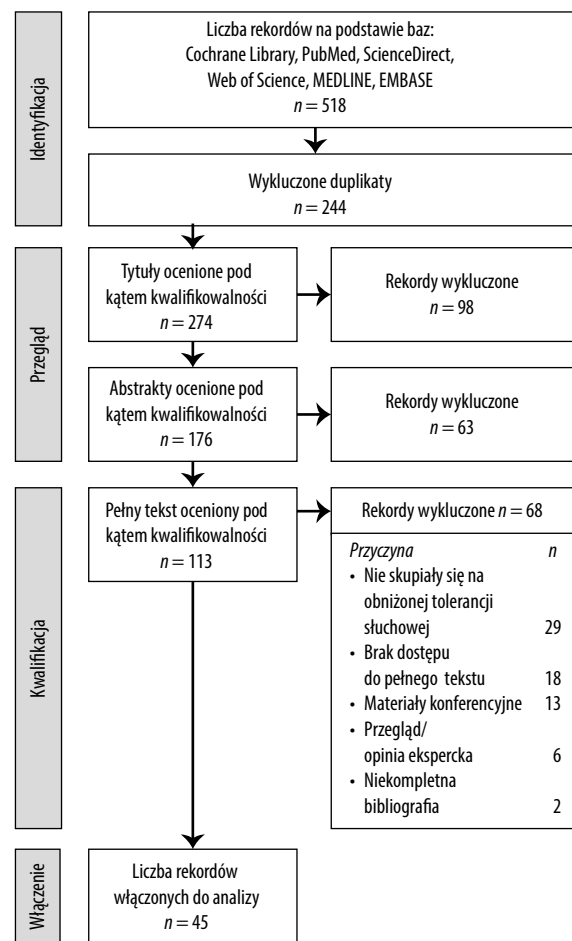 Identyfikacja
Liczba rekordów na podstawie baz:
Cochrane Library, PubMed, ScienceDirect,
Web of Science, MEDLINE, EMBASE
n = 518
Wykluczone duplikaty
n = 244
Przegląd
Tytuły ocenione pod
kątem kwalifikowalności
n = 274
Rekordy wykluczone
n = 98
Abstrakty ocenione pod
kątem kwalifikowalności
n = 176
Rekordy wykluczone
n = 63
Kwalifikacja
Pełny tekst oceniony pod
kątem kwalifikowalności
n = 113
Rekordy wykluczone n = 68
Przyczyna n
• Nie skupiały się na
obniżonej tolerancji
słuchowej 29
• Brak dostępu
do pełnego tekstu 18
• Materiały konferencyjne 13
• Przegląd/
opinia ekspercka 6
• Niekompletna
bibliografia 2
Włączenie
Liczba rekordów
włączonych do analizy
n = 45